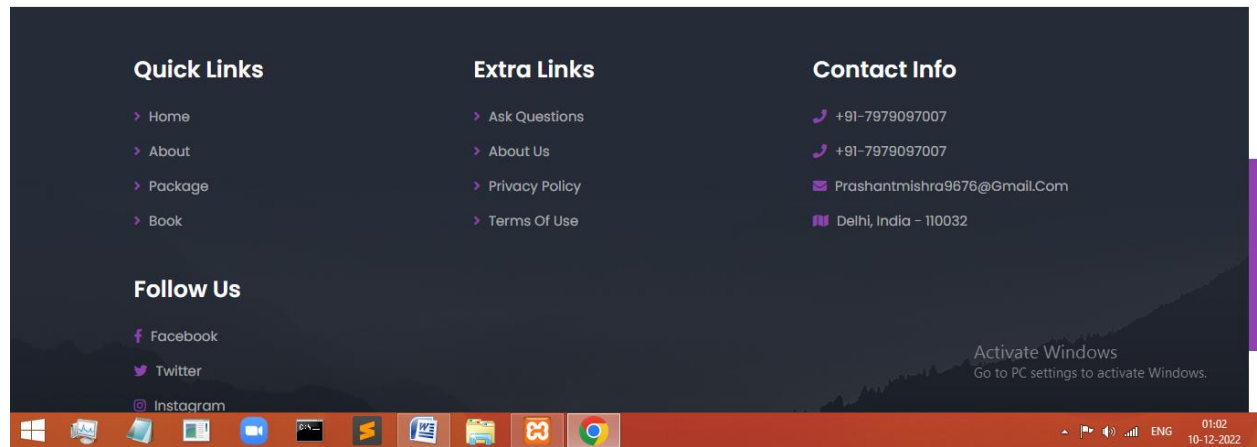 Quick Links
Home
About
Package
Book
Extra Links
Ask Questions
About Us
Privacy Policy
Terms Of Use
Contact Info
+91-7979097007
+91-7979097007
Prashantmishra9676@Gmail.Com
Delhi, India - 110032
Follow Us
Facebook
Twitter
Instagram
Activate Windows
Go to PC settings to activate Windows.
C:\_
ENG
01:02
10-12-2022